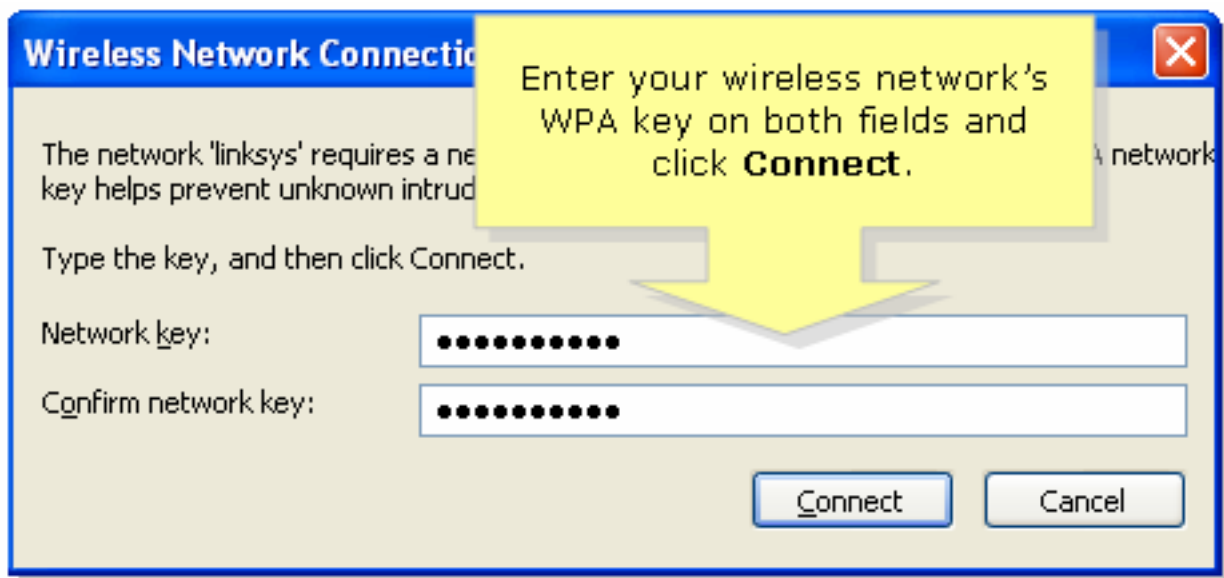 Wireless Network Connectio
Enter your wireless network's
WPA key on both fields and
click Connect.
The network 'linksys' requires a ne
network
key helps prevent unknown intrud
Type the key, and then click Connect.
Network key:
••••••••••
Confirm network key:
••••••••••
Connect
Cancel